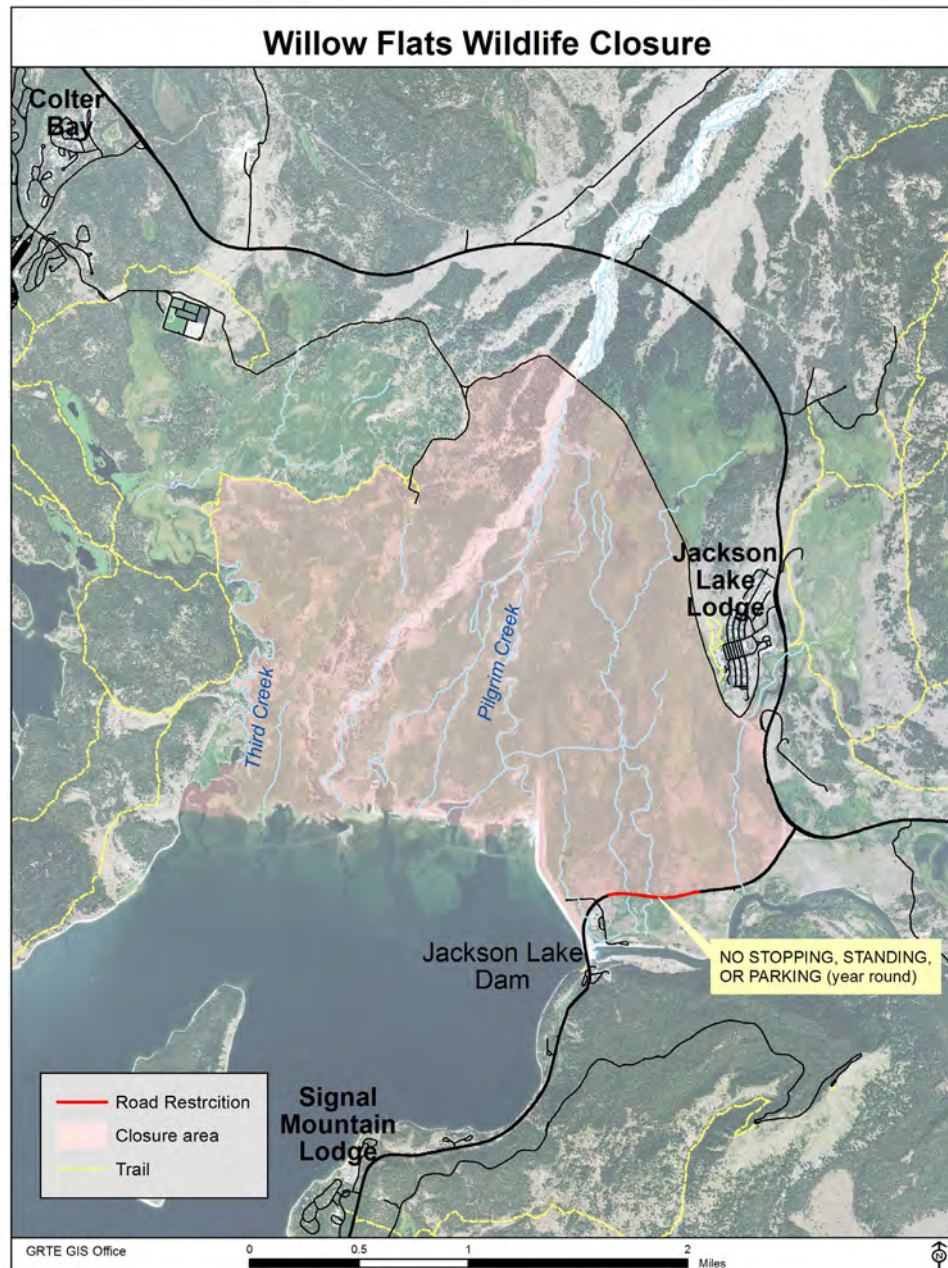 Willow Flats Wildlife Closure
Colter
Bay
Jackson
Lake
Lodge
Pilgrim Creek
Third Creek
Jackson Lake
Dam
NO STOPPING, STANDING,
OR PARKING (year round)
Signal
Mountain
Lodge
Road Restrcition
Closure area
Trail
GRTE GIS Office
0 0.5 1 2
Miles
N